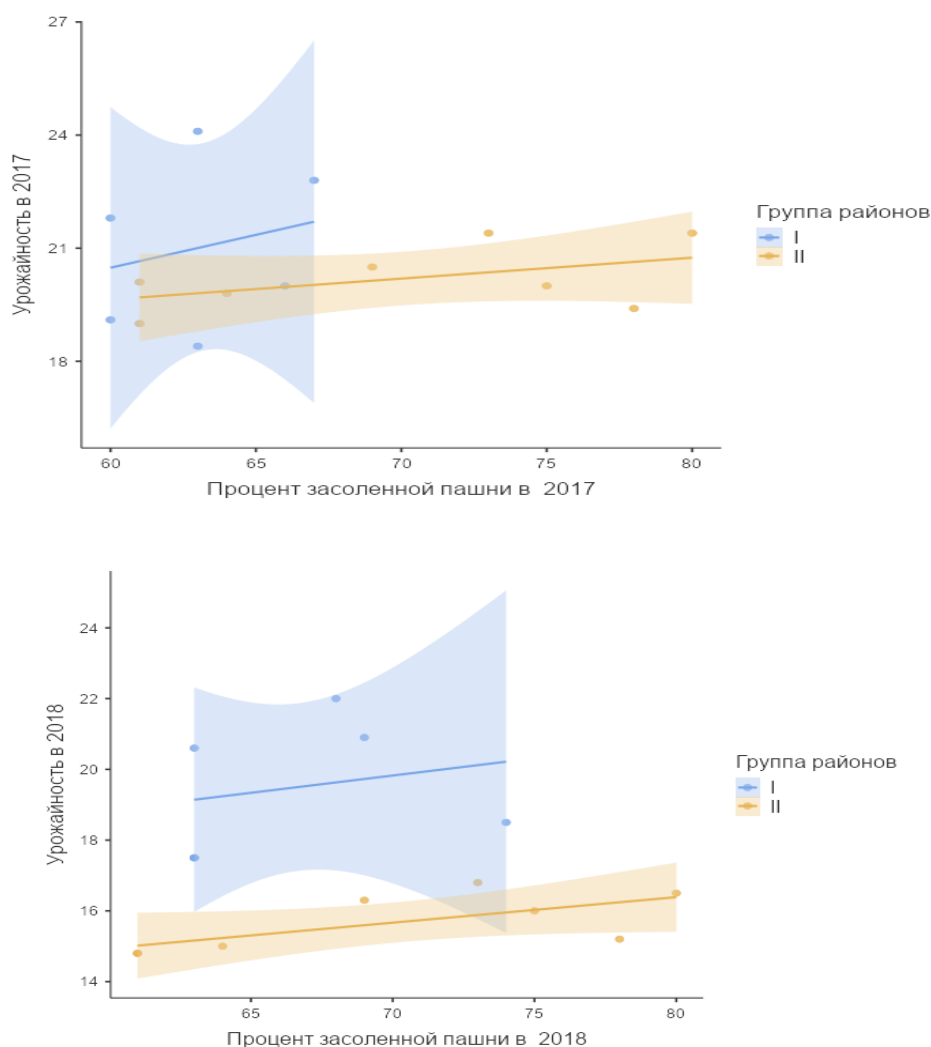 27
24
21
18
Урожайность в 2017
60 65 70 75 80
Процент засоленной пашни в 2017
Группа районов
I
II
24
22
20
18
16
14
Урожайность в 2018
65 70 75 80
Процент засоленной пашни в 2018
Группа районов
I
II